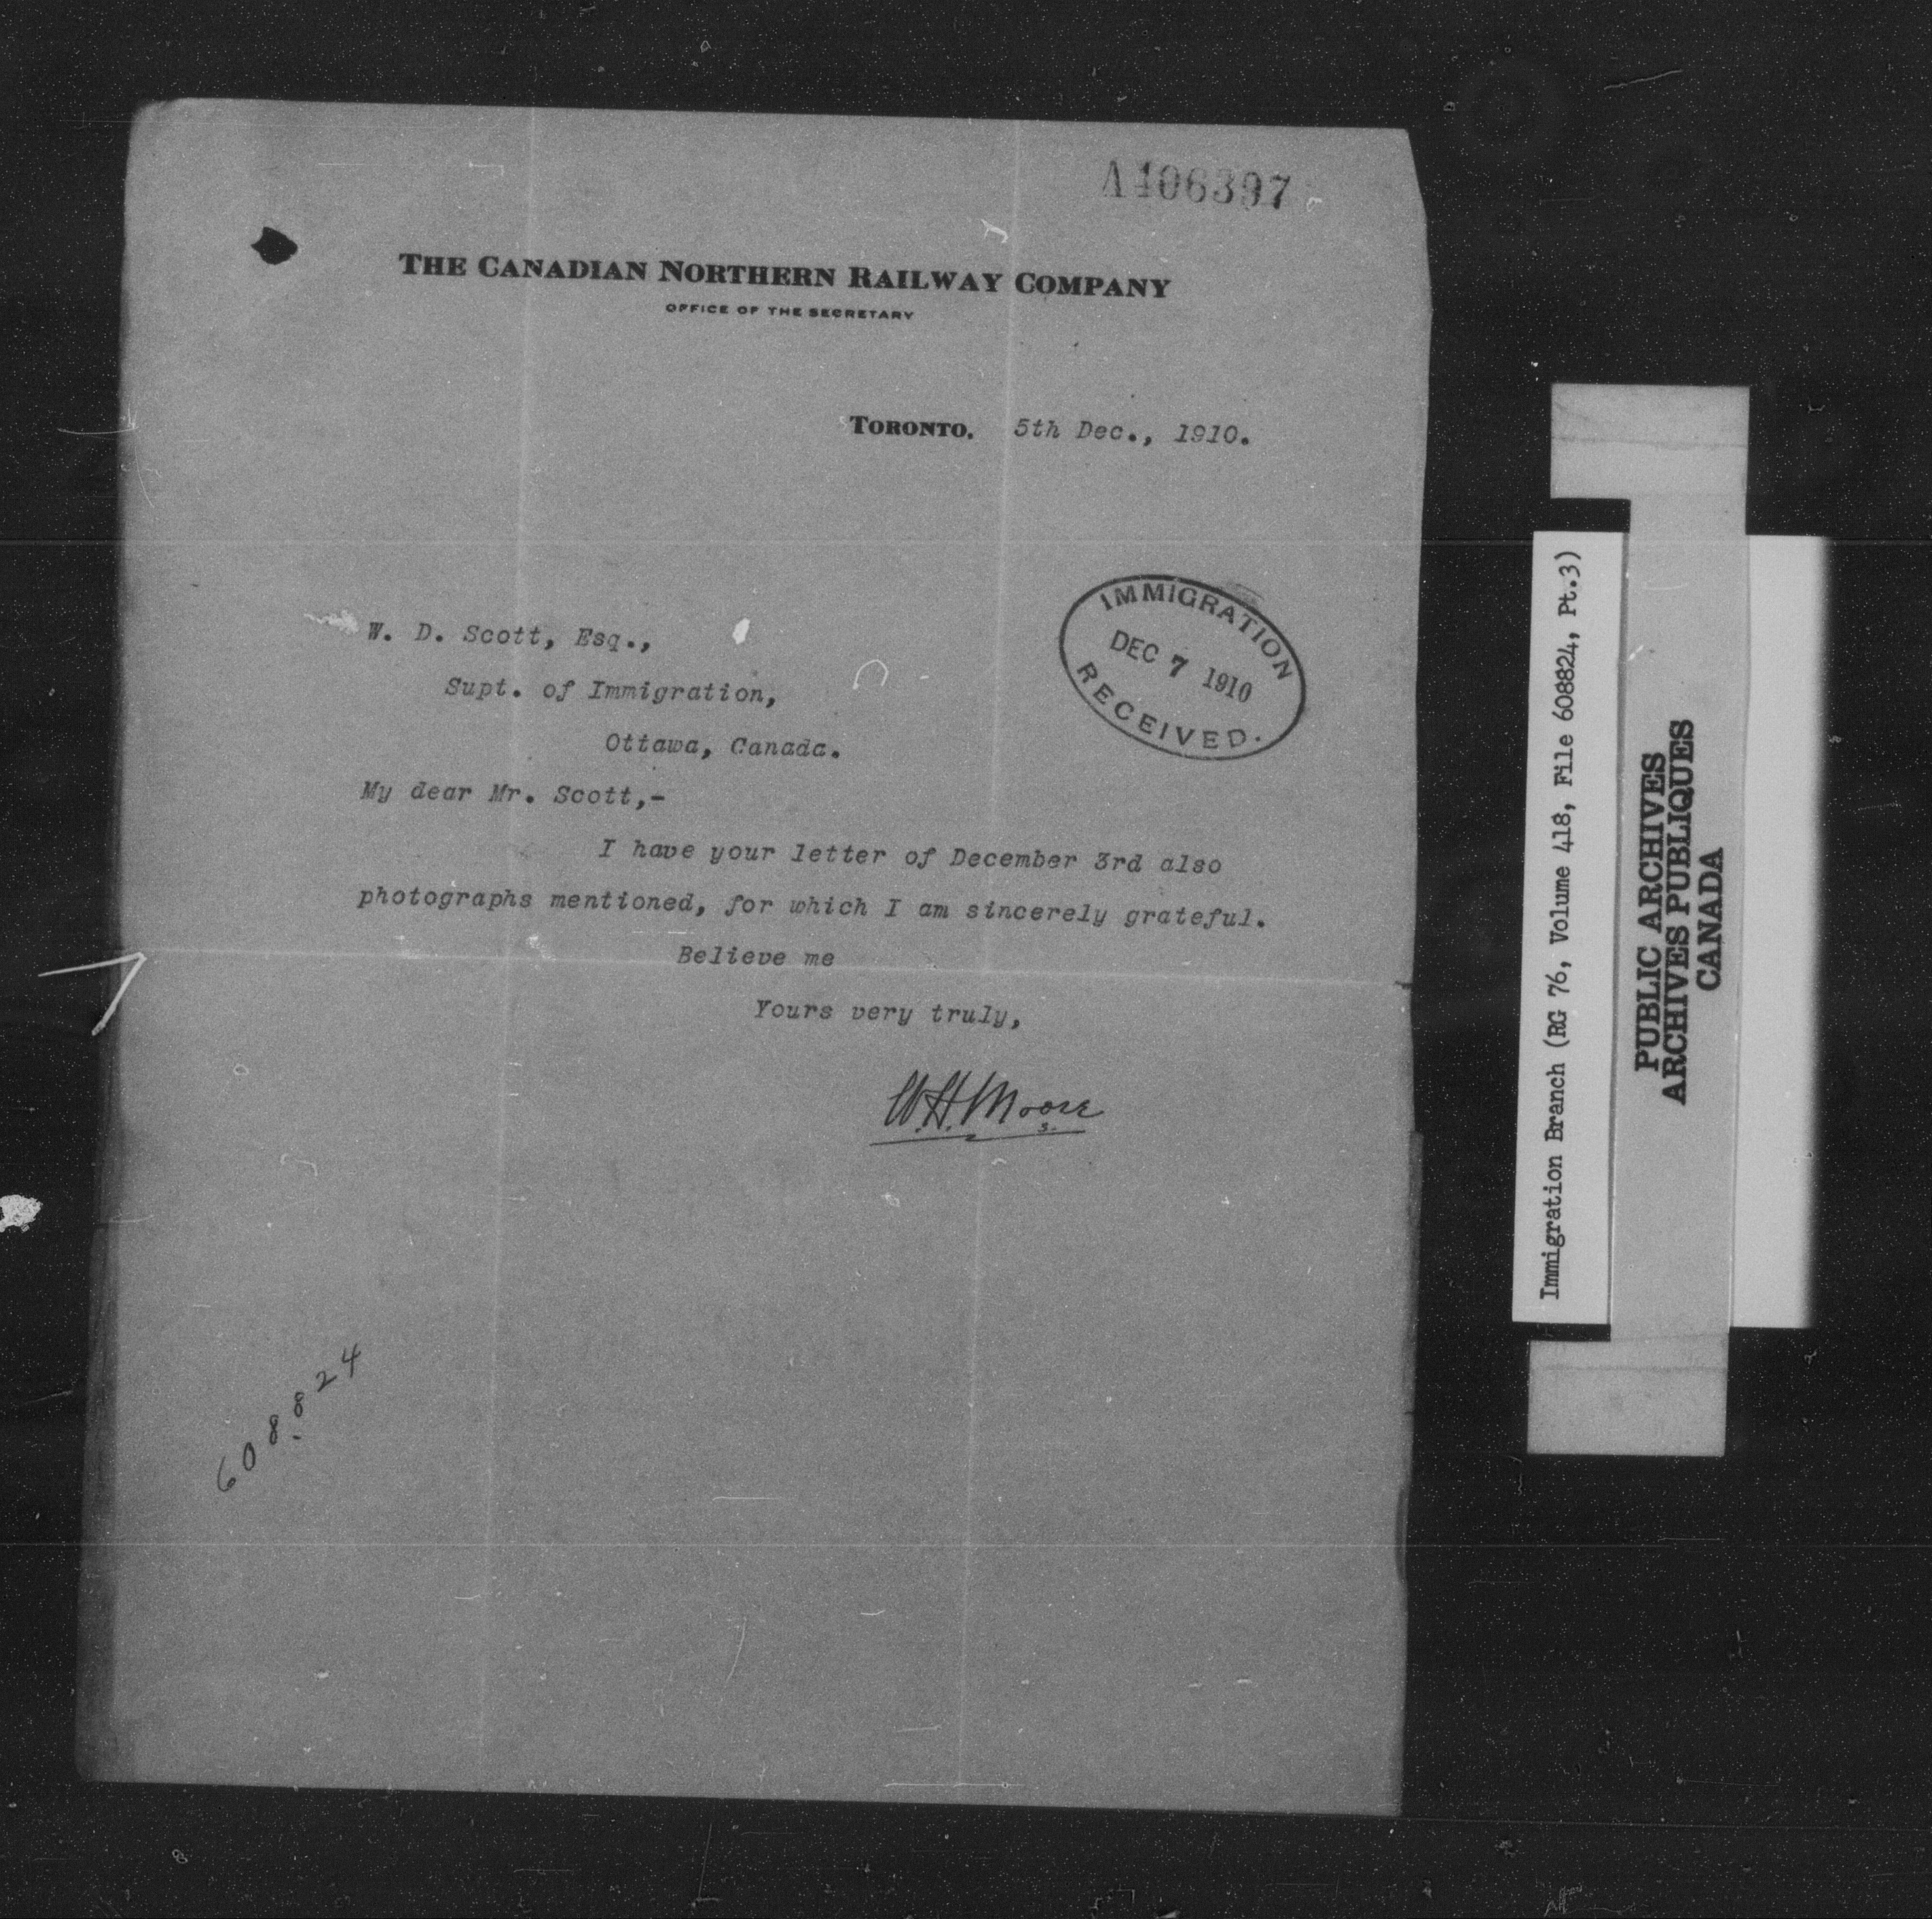 A406397
THE CANADIAN NORTHERN RAILWAY COMPANY
OFFICE OF THE SECRETARY
TORONTO, 5th Dec., 1910.
IMMIGRATION
DEC 7 1910
RECEIVED.
W. D. Scott, Esq.,
Supt. of Immigration,
Ottawa, Canada.
My dear Mr. Scott,-
I have your letter of December 3rd also
photographs mentioned, for which I am sincerely grateful.
Believe me
Yours very truly,
W.H. Moore
s.
608824
Immigration Branch (RG 76, Volume 418, File 608824, Pt.3)
PUBLIC ARCHIVES
ARCHIVES PUBLIQUES
CANADA